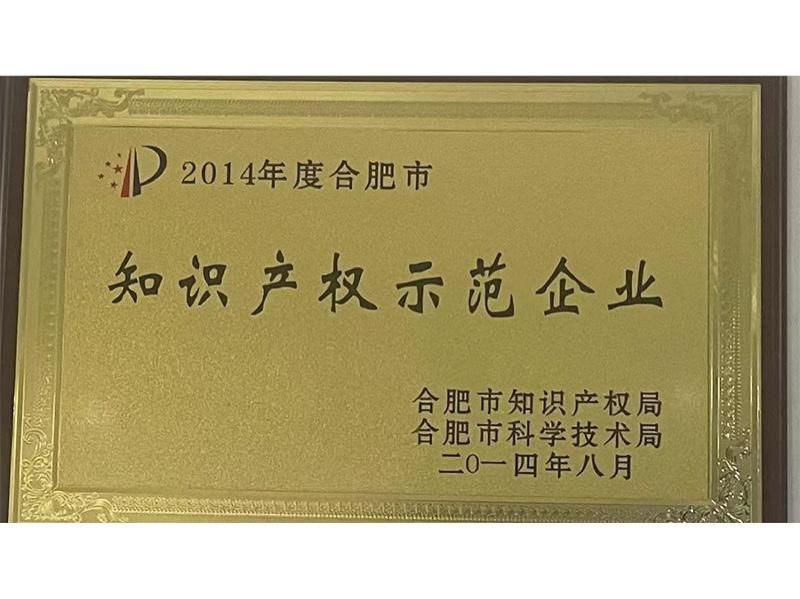 2014年度合肥市
知识产权示范企业
合肥市知识产权局
合肥市科学技术局
二〇一四年八月